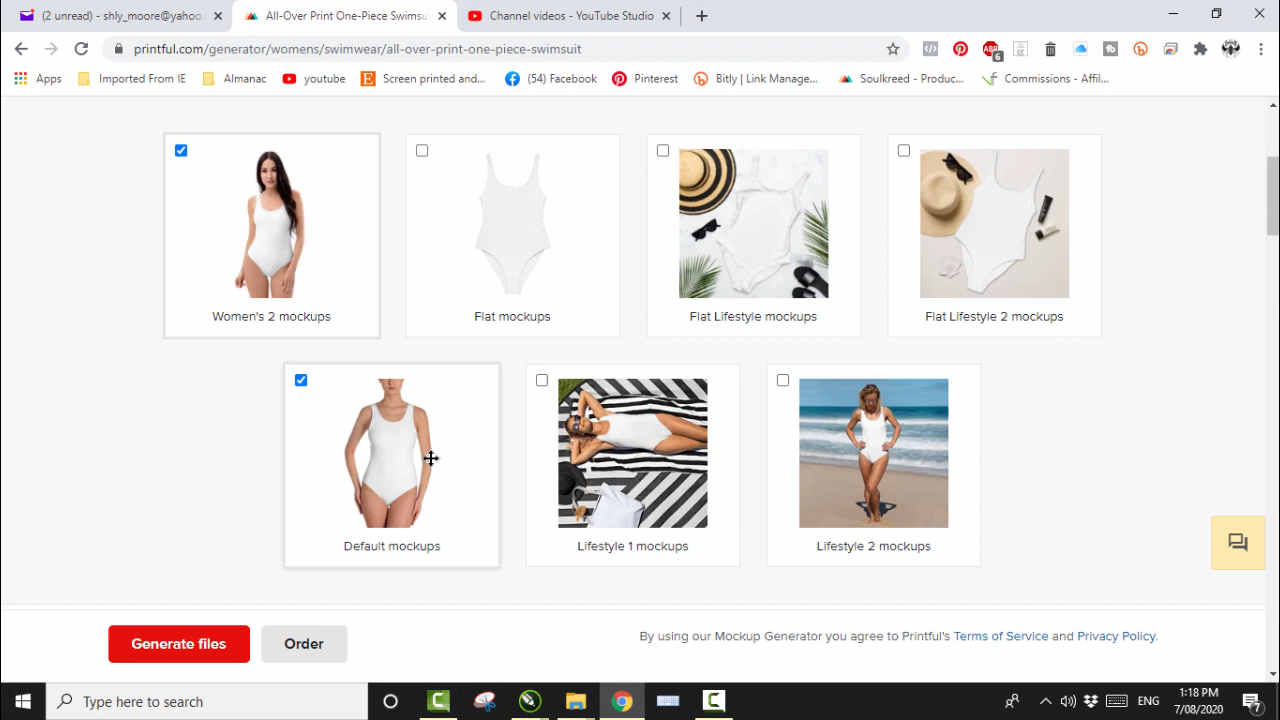 (2 unread) - shly_moore@yahoo.
All-Over Print One-Piece Swimsu
Channel videos - YouTube Studio
printful.com/generator/womens/swimwear/all-over-print-one-piece-swimsuit
ABP
6
Apps
Imported From IE
Almanac
youtube
Screen printed and...
(54) Facebook
Pinterest
Bitly | Link Manage...
Soulkreed - Produc...
Commissions - Affil...
Women's 2 mockups
Flat mockups
Flat Lifestyle mockups
Flat Lifestyle 2 mockups
Default mockups
Lifestyle 1 mockups
Lifestyle 2 mockups
Generate files
Order
By using our Mockup Generator you agree to Printful's Terms of Service and Privacy Policy.
Type here to search
ENG
1:18 PM
7/08/2020
7